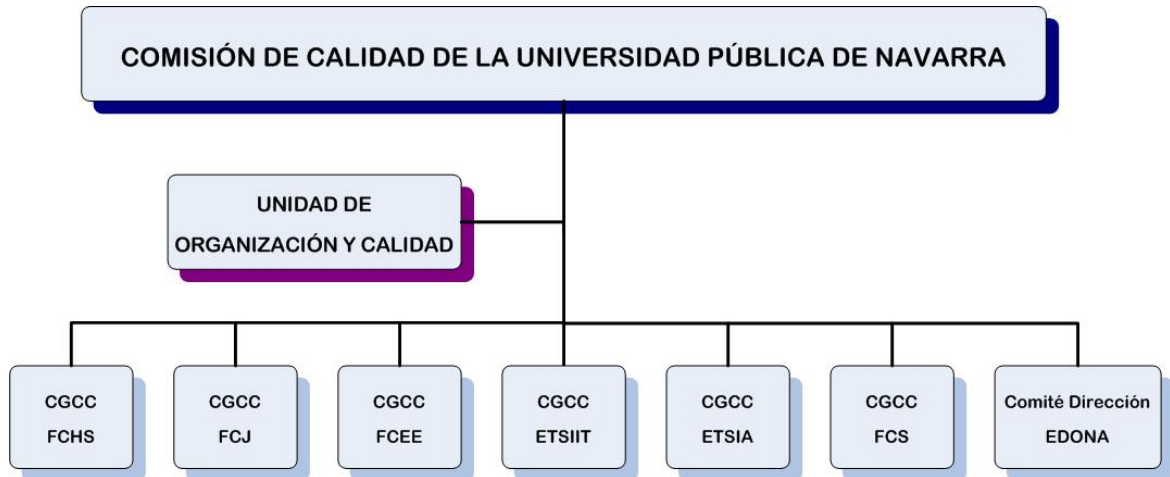 COMISIÓN DE CALIDAD DE LA UNIVERSIDAD PÚBLICA DE NAVARRA
UNIDAD DE
ORGANIZACIÓN Y CALIDAD
CGCC
FCHS
CGCC
FCJ
CGCC
FCEE
CGCC
ETSIIT
CGCC
ETSIA
CGCC
FCS
Comité Dirección
EDONA